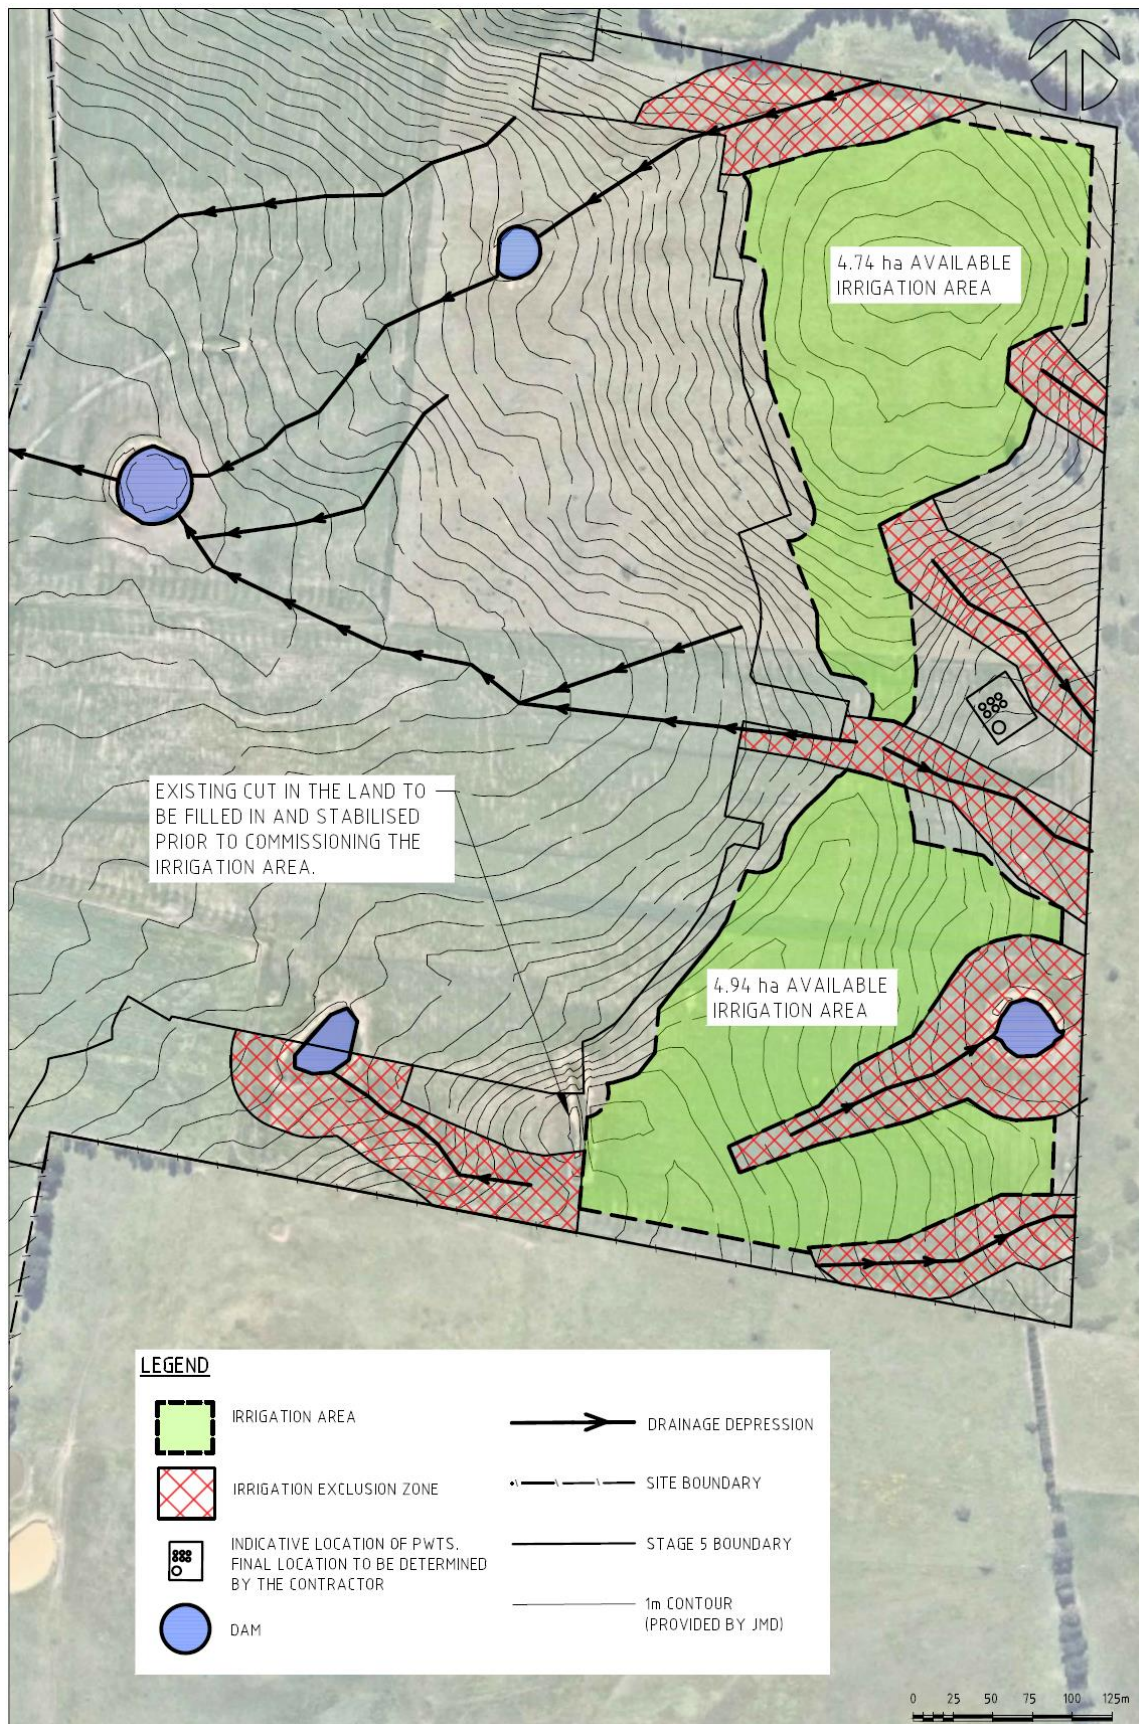 4.74 ha AVAILABLE
IRRIGATION AREA
EXISTING CUT IN THE LAND TO
BE FILLED IN AND STABILISED
PRIOR TO COMMISSIONING THE
IRRIGATION AREA.
4.94 ha AVAILABLE
IRRIGATION AREA
LEGEND
IRRIGATION AREA
IRRIGATION EXCLUSION ZONE
INDICATIVE LOCATION OF PWTS.
FINAL LOCATION TO BE DETERMINED
BY THE CONTRACTOR
DAM
DRAINAGE DEPRESSION
SITE BOUNDARY
STAGE 5 BOUNDARY
1m CONTOUR
(PROVIDED BY JMD)
0 25 50 75 100 125m